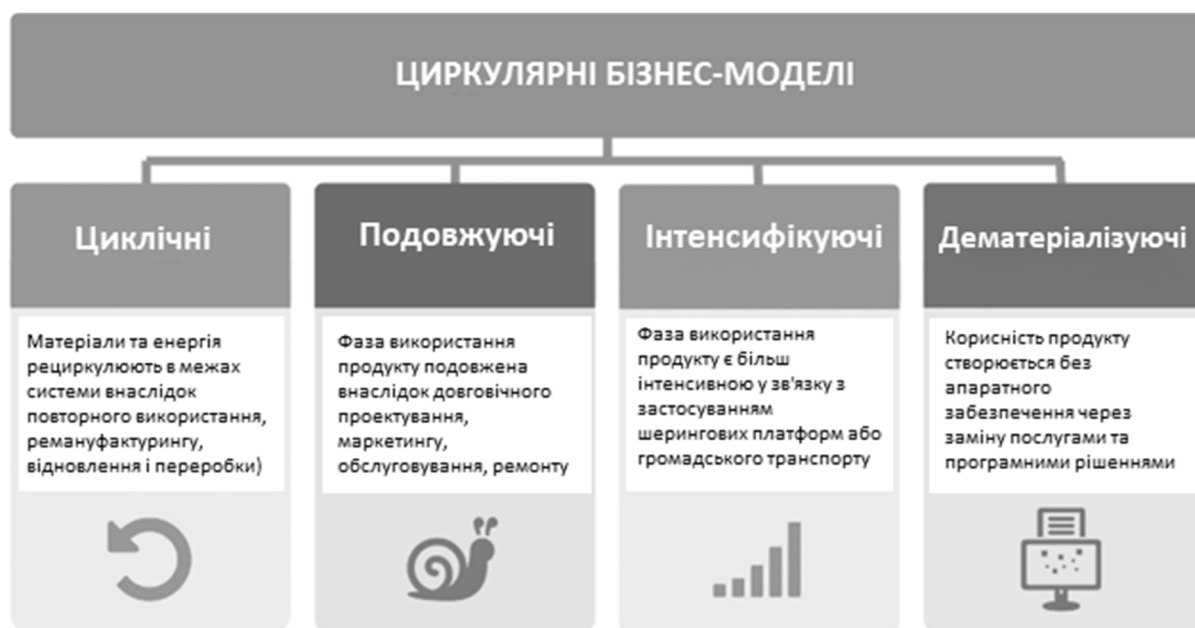 ЦИРКУЛЯРНІ БІЗНЕС-МОДЕЛІ
Циклічні
Матеріали та енергія
рециркулюють в межах
системи внаслідок
повторного використання,
ремануфактурингу,
відновлення і переробки)
Подовжуючі
Фаза використання
продукту подовжена
внаслідок довговічного
проектування,
маркетингу,
обслуговування, ремонту
Інтенсифікуючі
Фаза використання
продукту є більш
інтенсивною у зв'язку з
застосуванням
шерингових платформ або
громадського транспорту
Дематеріалізуючі
Корисність продукту
створюється без
апаратного
забезпечення через
заміну послугами та
програмними рішеннями